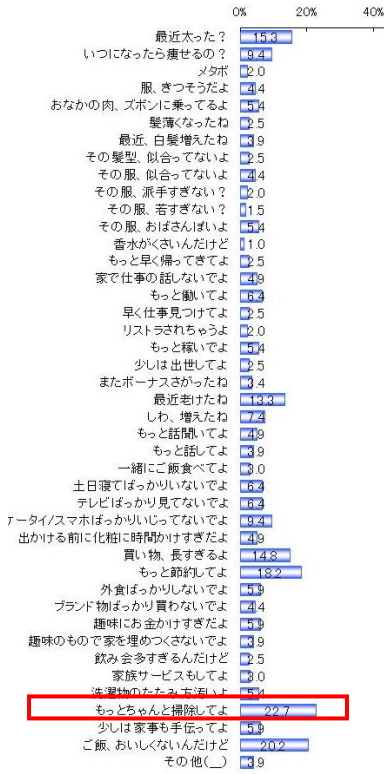 0% 20% 40%
最近太った? 15.3
いつになったら痩せるの? 9.4
メタボ 2.0
服、きつそうだよ 4.4
おなかの肉、ズボンに乗ってるよ 5.4
髪薄くなったね 2.5
最近、白髪増えたね 3.9
その髪型、似合ってないよ 2.5
その服、似合ってないよ 4.4
その服、派手すぎない? 2.0
その服、若すぎない? 1.5
その服、おばさんぽいよ 5.4
香水がくさいんだけど 1.0
もっと早く帰ってきてよ 2.5
家で仕事の話しないでよ 4.9
もっと働いてよ 6.4
早く仕事見つけてよ 2.5
リストラされちゃうよ 2.0
もっと稼いでよ 5.4
少しは出世してよ 2.5
またボーナスさがったね 3.4
最近老けたね 13.3
しわ、増えたね 7.4
もっと話聞いてよ 4.9
もっと話してよ 3.9
一緒にご飯食べてよ 3.0
土日寝てばっかりいないでよ 6.4
テレビばっかり見てないでよ 6.4
ータイ/スマホばっかりいじってないでよ 9.4
出かける前に化粧に時間かけすぎだよ 4.9
買い物、長すぎるよ 14.8
もっと節約してよ 18.2
外食ばっかりしないでよ 5.9
ブランド物ばっかり買わないでよ 4.4
趣味にお金かけすぎだよ 5.9
趣味のもので家を埋めつくさないでよ 3.9
飲み会多すぎるんだけど 2.5
家族サービスもしてよ 3.0
洗濯物のたたみ方汚いよ 5.4
もっとちゃんと掃除してよ 22.7
少しは家事も手伝ってよ 5.9
ご飯、おいしくないんだけど 20.2
その他(__) 3.9